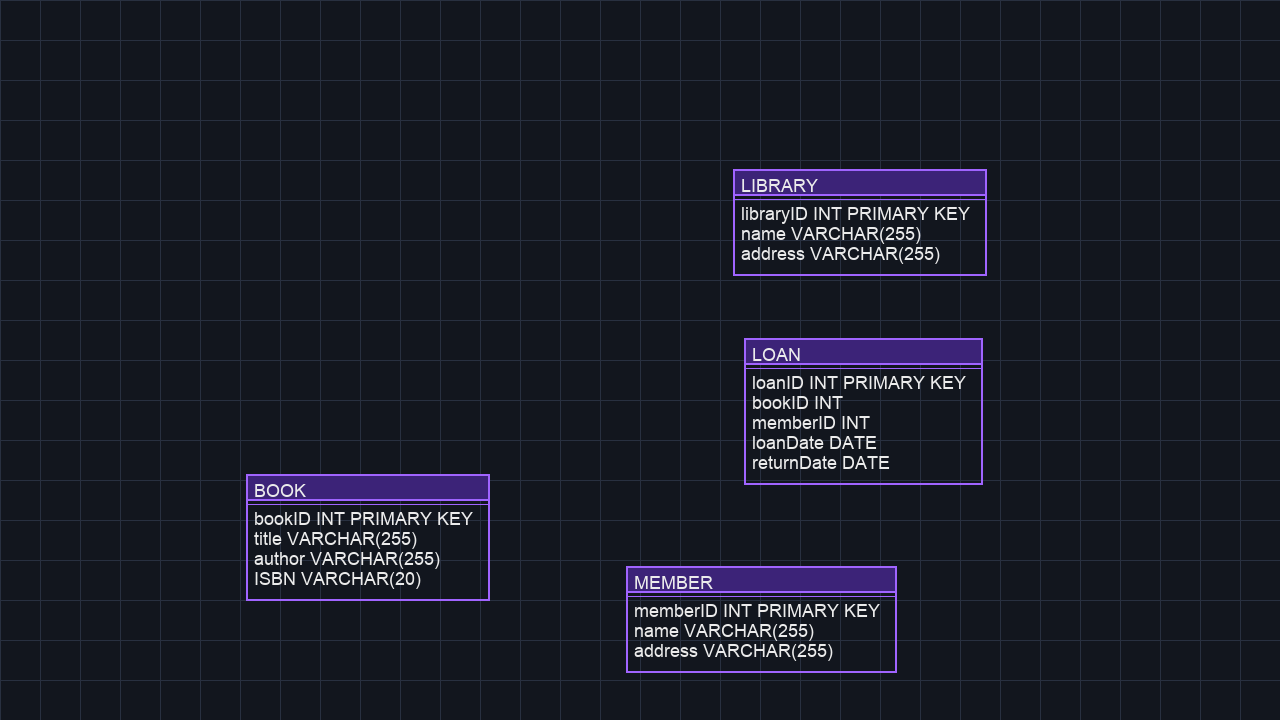 LIBRARY
libraryID INT PRIMARY KEY
name VARCHAR(255)
address VARCHAR(255)
LOAN
loanID INT PRIMARY KEY
bookID INT
memberID INT
loanDate DATE
returnDate DATE
BOOK
bookID INT PRIMARY KEY
title VARCHAR(255)
author VARCHAR(255)
ISBN VARCHAR(20)
MEMBER
memberID INT PRIMARY KEY
name VARCHAR(255)
address VARCHAR(255)